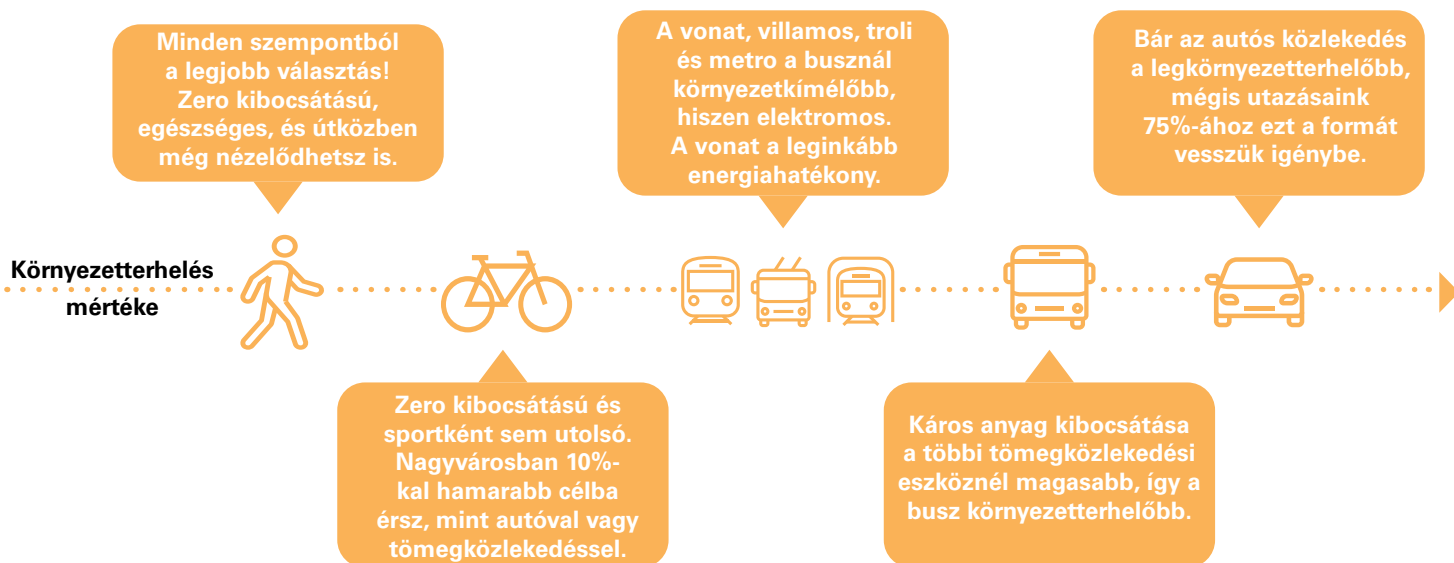 Minden szempontból
a legjobb választás!
Zero kibocsátású,
egészséges, és útközben
még nézelődhetsz is.
A vonat, villamos, troli
és metro a busznál
környezetkímélőbb,
hiszen elektromos.
A vonat a leginkább
energiahatékony.
Bár az autós közlekedés
a legkörnyezetterhelőbb,
mégis utazásaink
75%-ához ezt a formát
vesszük igénybe.
Környezetterhelés
mértéke
Zero kibocsátású és
sportként sem utolsó.
Nagyvárosban 10%-
kal hamarabb célba
érsz, mint autóval vagy
tömegközlekedéssel.
Káros anyag kibocsátása
a többi tömegközlekedési
eszköznél magasabb, így a
busz környezetterhelőbb.